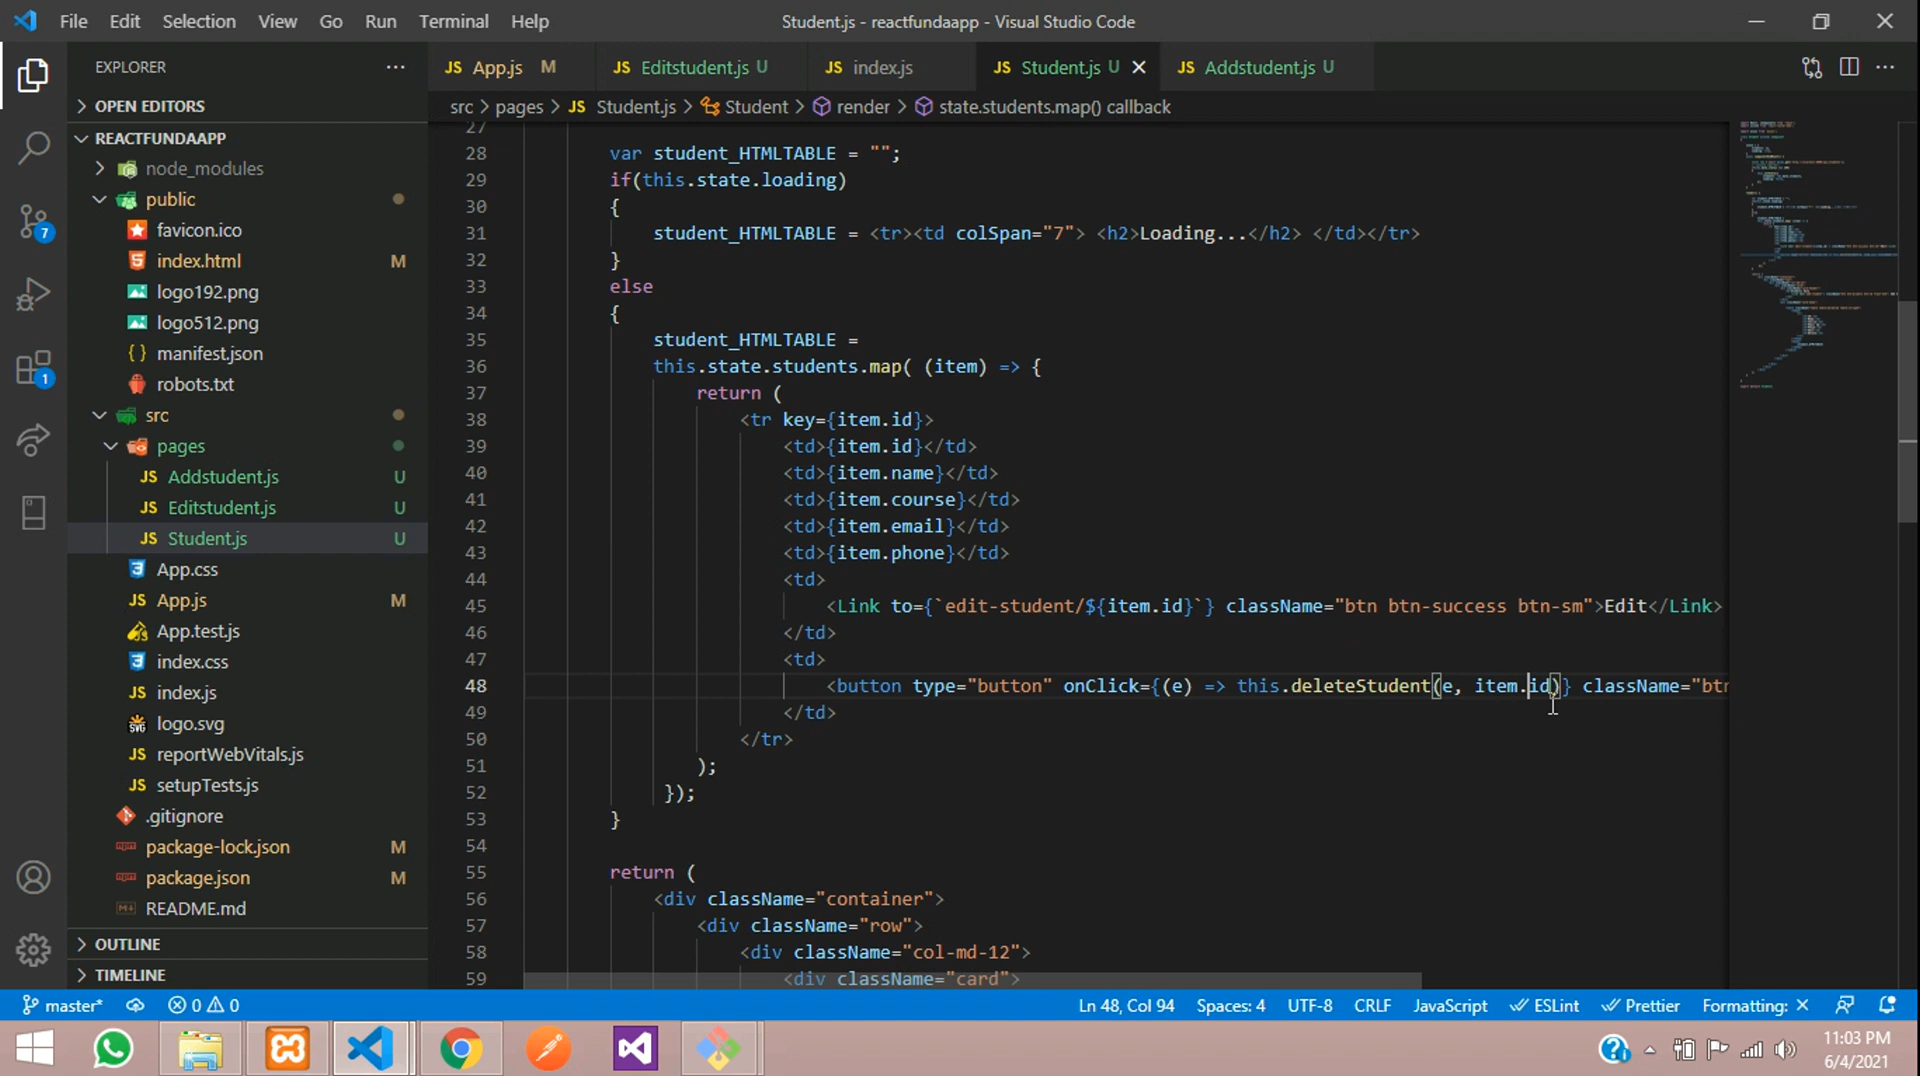 File Edit Selection View Go Run Terminal Help
Student.js - reactfundaapp - Visual Studio Code
EXPLORER
OPEN EDITORS
REACTFUNDAAPP
node_modules
public
favicon.ico
index.html M
logo192.png
logo512.png
manifest.json
robots.txt
src
pages
Addstudent.js U
Editstudent.js U
Student.js U
App.css
App.js M
App.test.js
index.css
index.js
logo.svg
reportWebVitals.js
setupTests.js
.gitignore
package-lock.json M
package.json M
README.md
OUTLINE
TIMELINE
7
1
JS App.js M
JS Editstudent.js U
JS index.js
JS Student.js U
JS Addstudent.js U
src > pages > JS Student.js > Student > render > state.students.map() callback
27
28 var student_HTMLTABLE = "";
29 if(this.state.loading)
30 {
31 student_HTMLTABLE = <tr><td colSpan="7"> <h2>Loading...</h2> </td></tr>
32 }
33 else
34 {
35 student_HTMLTABLE =
36 this.state.students.map( (item) => {
37 return (
38 <tr key={item.id}>
39 <td>{item.id}</td>
40 <td>{item.name}</td>
41 <td>{item.course}</td>
42 <td>{item.email}</td>
43 <td>{item.phone}</td>
44 <td>
45 <Link to={`edit-student/${item.id}`} className="btn btn-success btn-sm">Edit</Link>
46 </td>
47 <td>
48 <button type="button" onClick={(e) => this.deleteStudent(e, item.id)} className="btn
49 </td>
50 </tr>
51 );
52 });
53 }
54
55 return (
56 <div className="container">
57 <div className="row">
58 <div className="col-md-12">
59 <div className="card">
master* 0 0
Ln 48, Col 94 Spaces: 4 UTF-8 CRLF JavaScript ESLint Prettier Formatting: ×
11:03 PM
6/4/2021